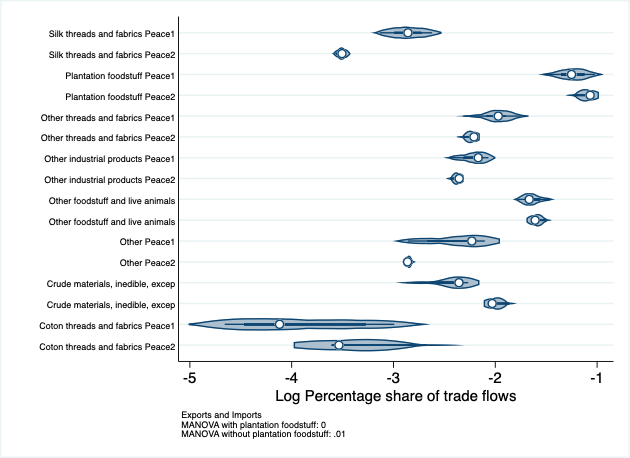 Silk threads and fabrics Peace1
Silk threads and fabrics Peace2
Plantation foodstuff Peace1
Plantation foodstuff Peace2
Other threads and fabrics Peace1
Other threads and fabrics Peace2
Other industrial products Peace1
Other industrial products Peace2
Other foodstuff and live animals
Other foodstuff and live animals
Other Peace1
Other Peace2
Crude materials, inedible, excep
Crude materials, inedible, excep
Coton threads and fabrics Peace1
Coton threads and fabrics Peace2
-5 -4 -3 -2 -1
Log Percentage share of trade flows
Exports and Imports
MANOVA with plantation foodstuff: 0
MANOVA without plantation foodstuff: .01